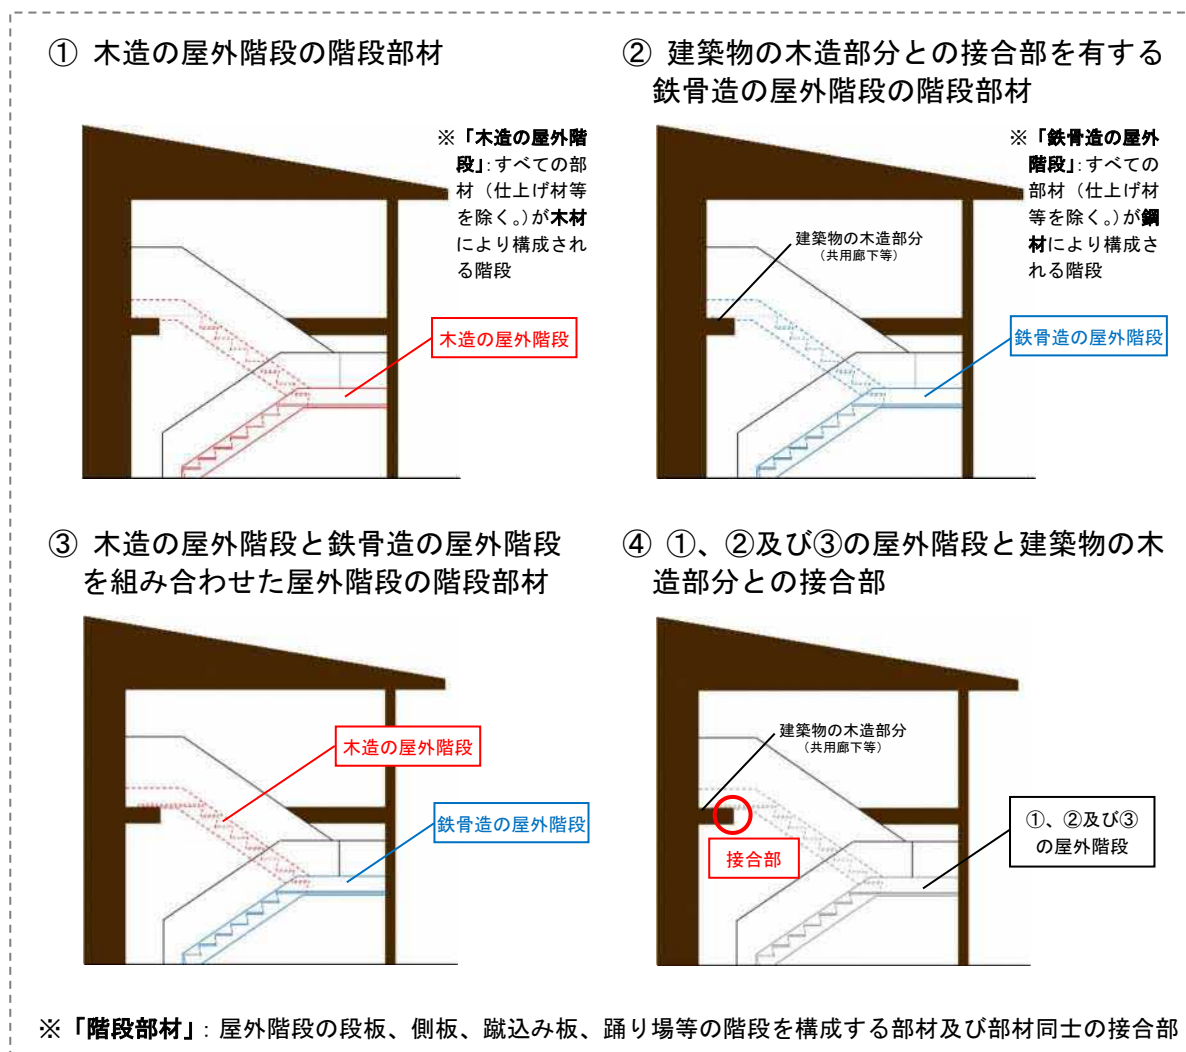 ① 木造の屋外階段の階段部材
※「木造の屋外階
段」：すべての部
材（仕上げ材等
を除く。）が木材
により構成され
る階段
木造の屋外階段
② 建築物の木造部分との接合部を有する
鉄骨造の屋外階段の階段部材
※「鉄骨造の屋外
階段」：すべての
部材（仕上げ材
等を除く。）が鋼
材により構成さ
れる階段
建築物の木造部分
（共用廊下等）
鉄骨造の屋外階段
③ 木造の屋外階段と鉄骨造の屋外階段
を組み合わせた屋外階段の階段部材
木造の屋外階段
鉄骨造の屋外階段
④ ①、②及び③の屋外階段と建築物の木
造部分との接合部
建築物の木造部分
（共用廊下等）
接合部
①、②及び③
の屋外階段
※「階段部材」：屋外階段の段板、側板、蹴込み板、踊り場等の階段を構成する部材及び部材同士の接合部